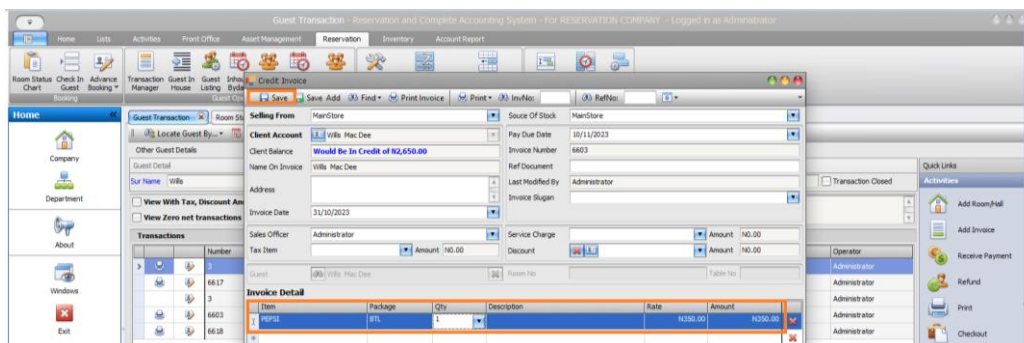 Guest Transaction - Reservation and Complete Accounting System - For RESERVATION COMPANY - Logged in as Administrator
Home Lists Activities Front Office Asset Management Reservation Inventory Account Report
Room Status Chart
Check In Guest
Advance Booking
Transaction Manager
Guest In House
Guest Listing
Booking
Credit Invoice
Save Save Add Find Print Invoice Print InvNo: RefNo:
Home
Company
Department
About
Windows
Exit
Guest Transaction
Locate Guest By...
Other Guest Details
Guest Detail
Sur Name Wills
View With Tax, Discount
View Zero net transactions
Transactions
Number
3
6617
3
6603
6618
Selling From MainStore Souce Of Stock MainStore
Client Account Wills Mac Dee Pay Due Date 10/11/2023
Client Balance Would Be In Credit of N2,650.00 Invoice Number 6603
Name On Invoice Wills Mac Dee Ref Document
Address Last Modified By Administrator
Invoice Slugan
Invoice Date 31/10/2023
Sales Officer Administrator Service Charge Amount N0.00
Tax Item Amount N0.00 Discount Amount N0.00
Guest Wills Mac Dee Room No Table No
Invoice Detail
Item Package Qty Description Rate Amount
PEPSI BTL 1 N350.00 N350.00
Transaction Closed
Operator
Administrator
Administrator
Administrator
Administrator
Administrator
Quick Links
Activities
Add Room/Hall
Add Invoice
Receive Payment
Refund
Print
Checkout